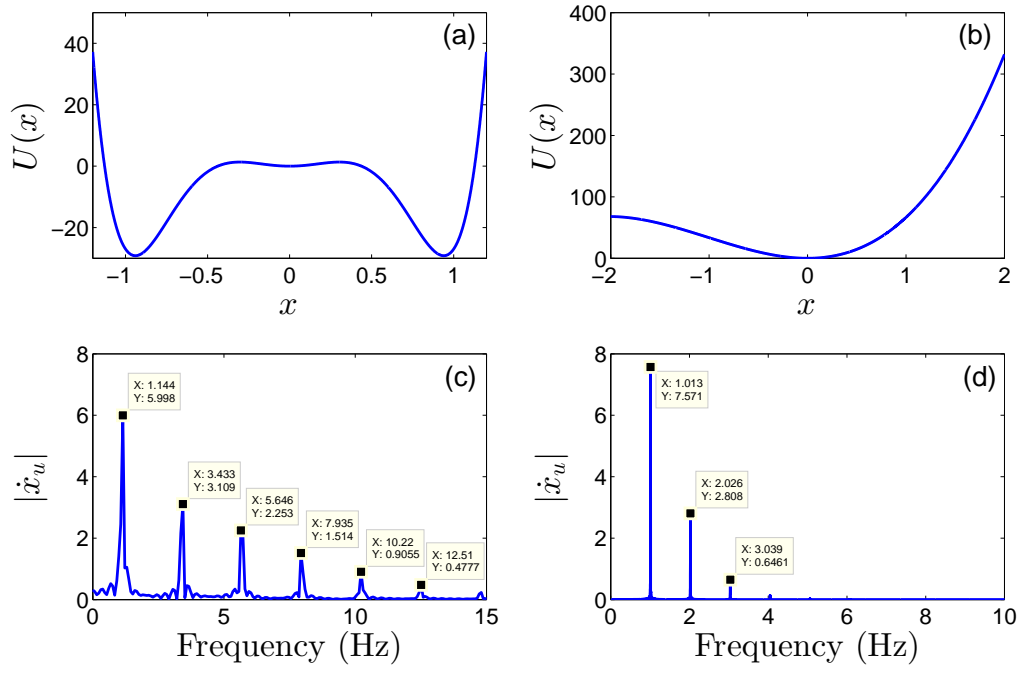 (a)
U(x)
40
20
0
−20
−1
−0.5
0
0.5
1
x
(b)
U(x)
400
300
200
100
0
−2
−1
0
1
2
x
(c)
|ẋu|
8
6
4
2
0
X: 1.144
Y: 5.998
X: 3.433
Y: 3.109
X: 5.646
Y: 2.253
X: 7.935
Y: 1.514
X: 10.22
Y: 0.9055
X: 12.51
Y: 0.4777
0
5
10
15
Frequency (Hz)
(d)
|ẋu|
8
6
4
2
0
X: 1.013
Y: 7.571
X: 2.026
Y: 2.808
X: 3.039
Y: 0.6461
0
2
4
6
8
10
Frequency (Hz)